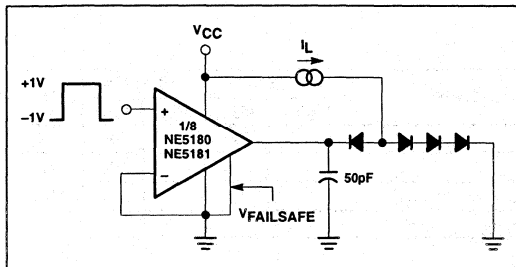 VCC
IL
+1V
−1V
+
1/8
NE5180
NE5181
−
50pF
VFAILSAFE